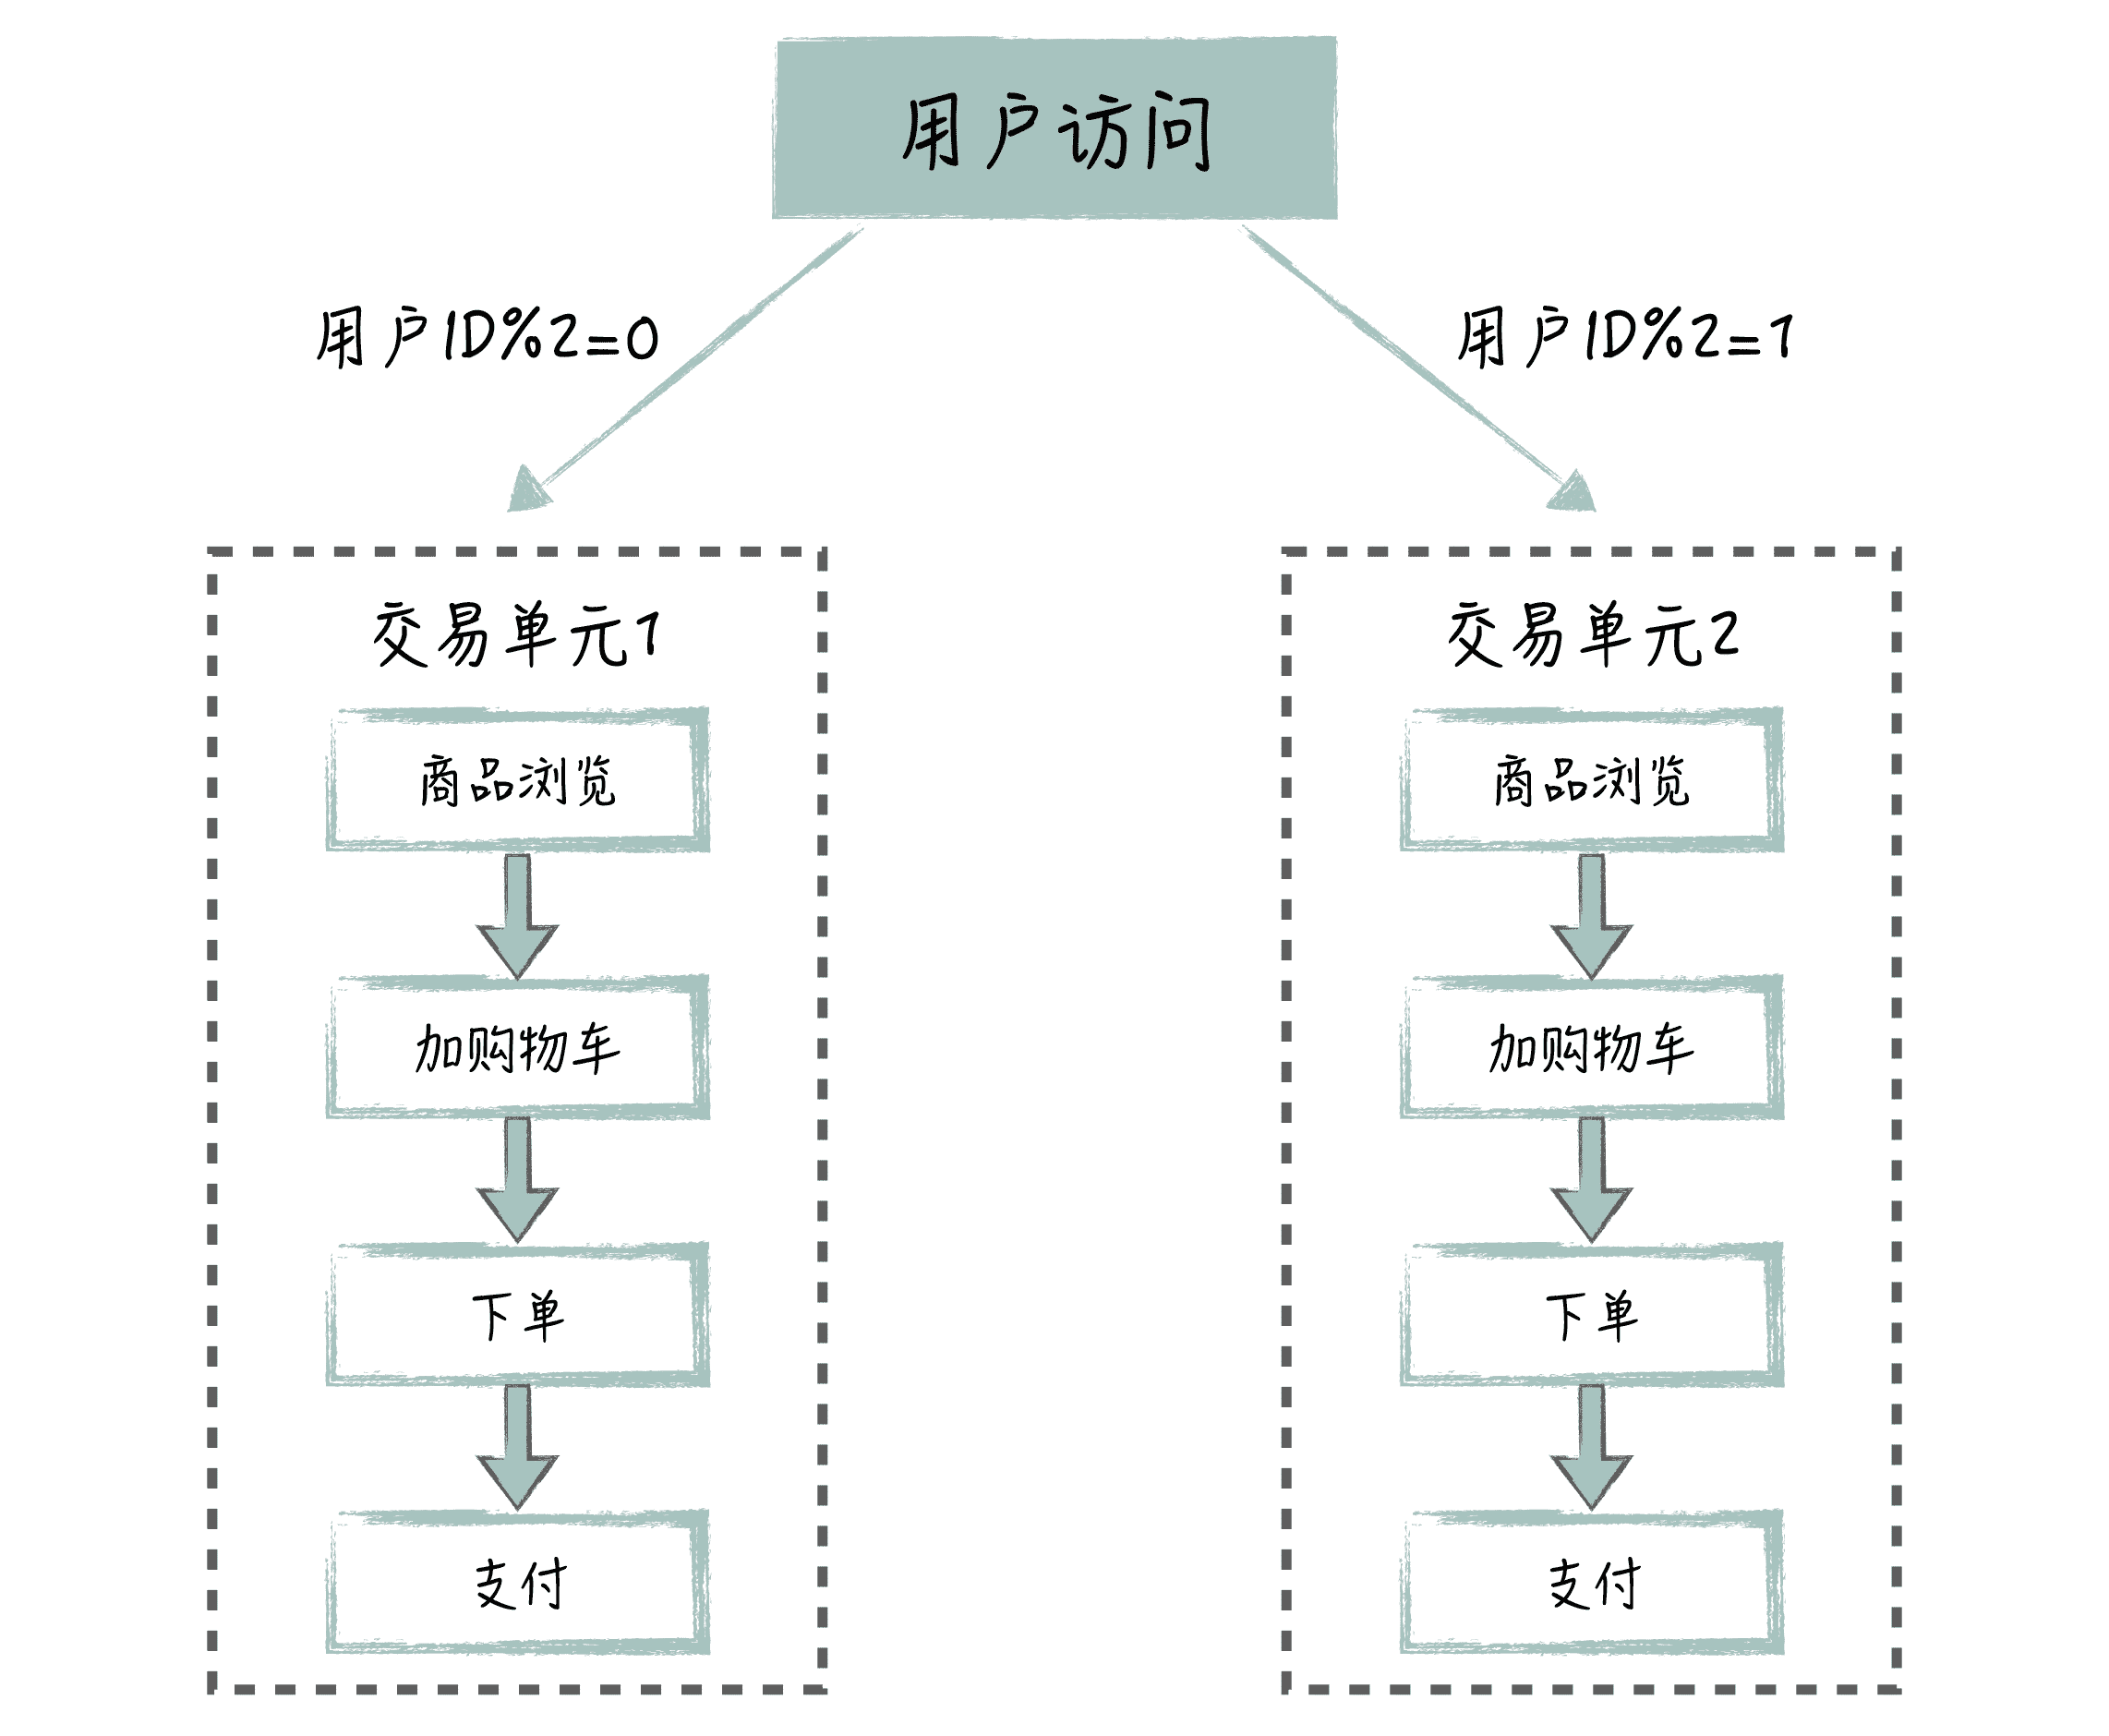 用户访问
用户ID%2=0
用户ID%2=1
交易单元1
商品浏览
加购物车
下单
支付
交易单元2
商品浏览
加购物车
下单
支付